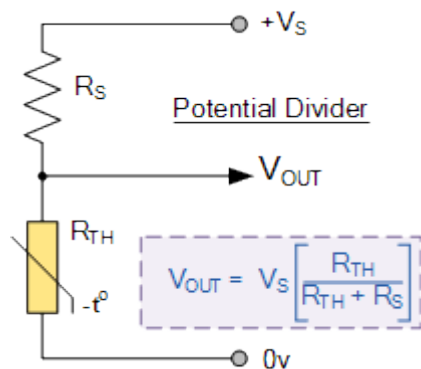 +VS
RS
Potential Divider
VOUT
RTH
-t°
VOUT = VS [ RTH / RTH + RS ]
0v